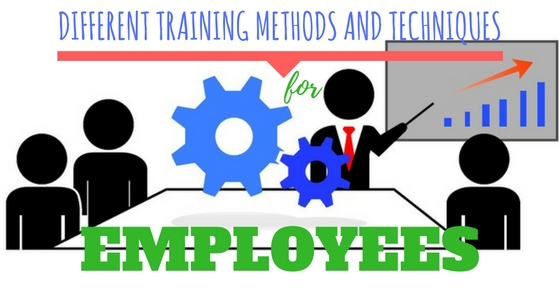 DIFFERENT TRAINING METHODS AND TECHNIQUES
for
EMPLOYEES